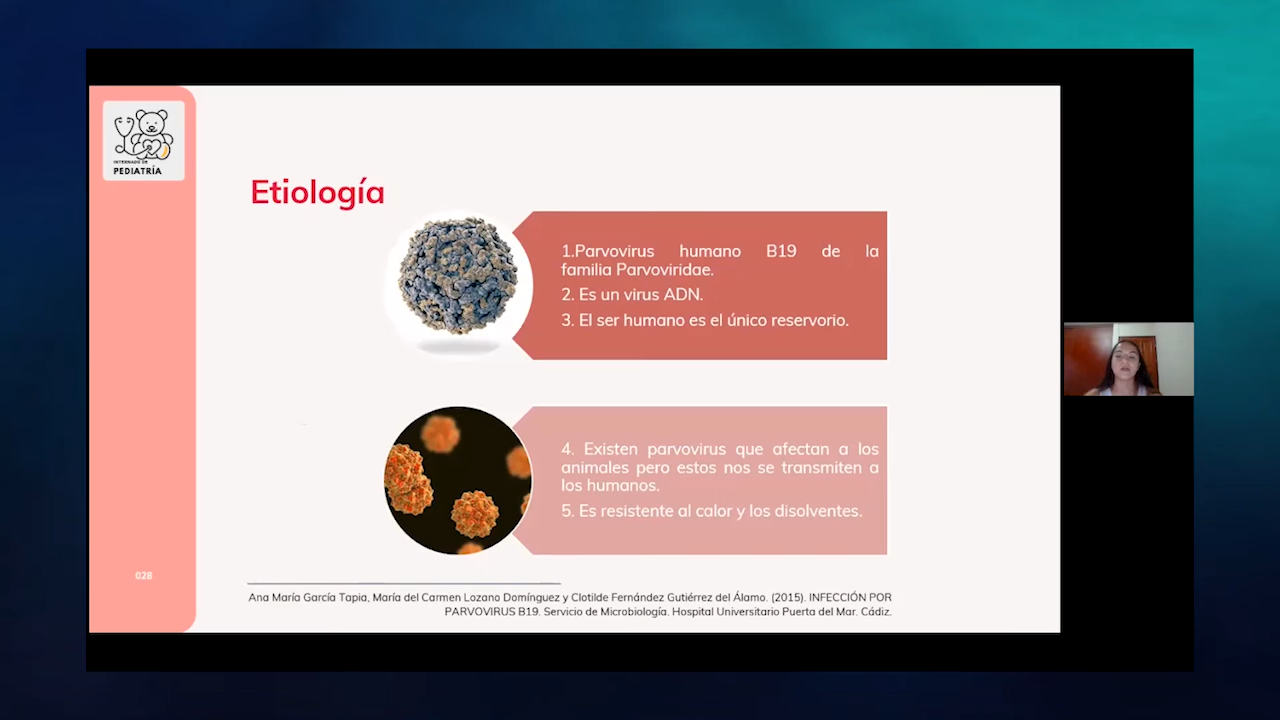 INTERNADO DE
PEDIATRÍA
Etiología
1.Parvovirus humano B19 de la
familia Parvoviridae.
2. Es un virus ADN.
3. El ser humano es el único reservorio.
4. Existen parvovirus que afectan a los
animales pero estos nos se transmiten a
los humanos.
5. Es resistente al calor y los disolventes.
028
Ana María García Tapia, María del Carmen Lozano Domínguez y Clotilde Fernández Gutiérrez del Álamo. (2015). INFECCIÓN POR
PARVOVIRUS B19. Servicio de Microbiología. Hospital Universitario Puerta del Mar. Cádiz.